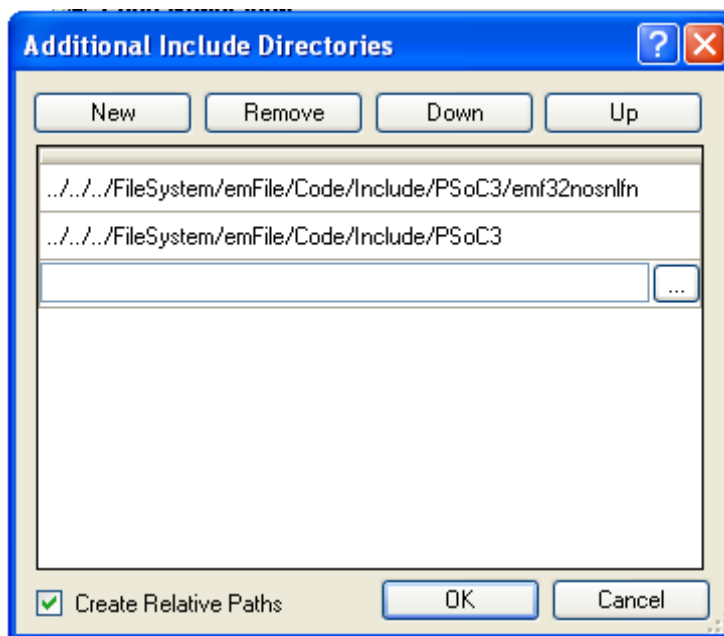 Additional Include Directories
New Remove Down Up
../../../FileSystem/emFile/Code/Include/PSoC3/emf32nosnlfn
../../../FileSystem/emFile/Code/Include/PSoC3
...
Create Relative Paths OK Cancel